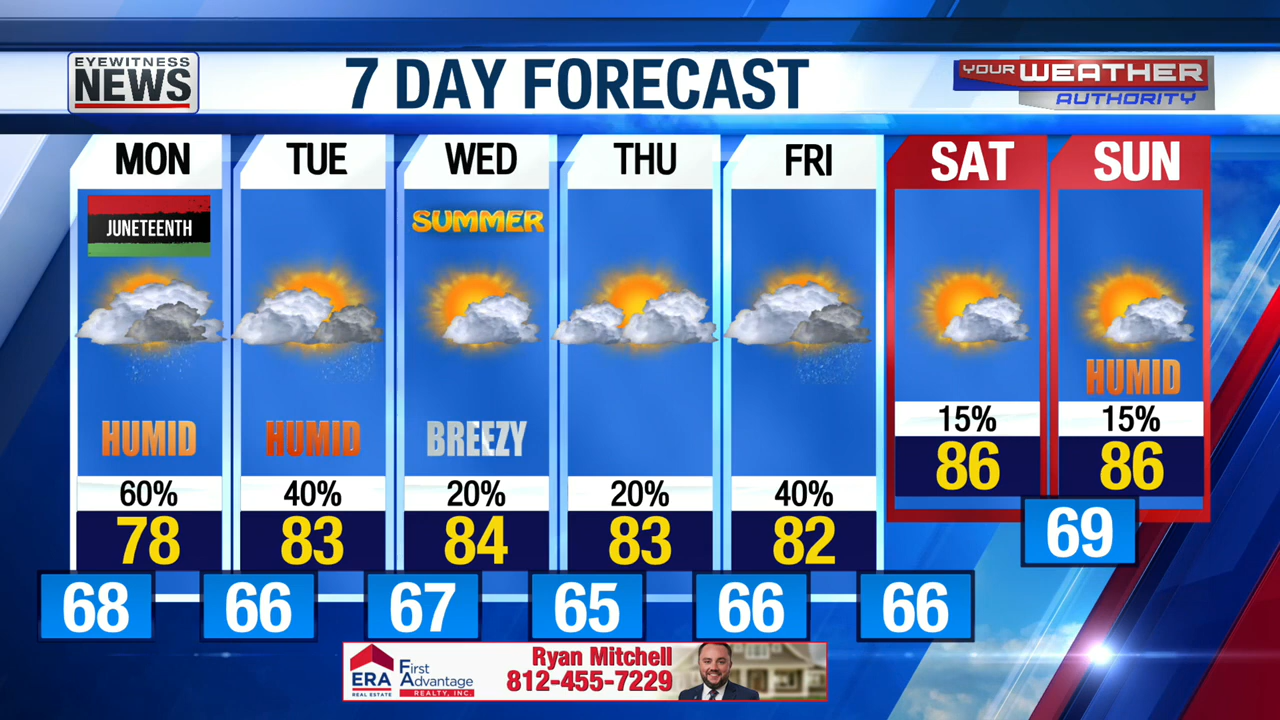 EYEWITNESS
NEWS
7 DAY FORECAST
YOUR WEATHER
AUTHORITY
MON
TUE
WED
THU
FRI
SAT
SUN
JUNETEENTH
SUMMER
HUMID
HUMID
HUMID
BREEZY
15%
15%
86
86
60%
40%
20%
20%
40%
78
83
84
83
82
69
68
66
67
65
66
66
ERA
REAL ESTATE
First
Advantage
REALTY, INC.
Ryan Mitchell
812-455-7229